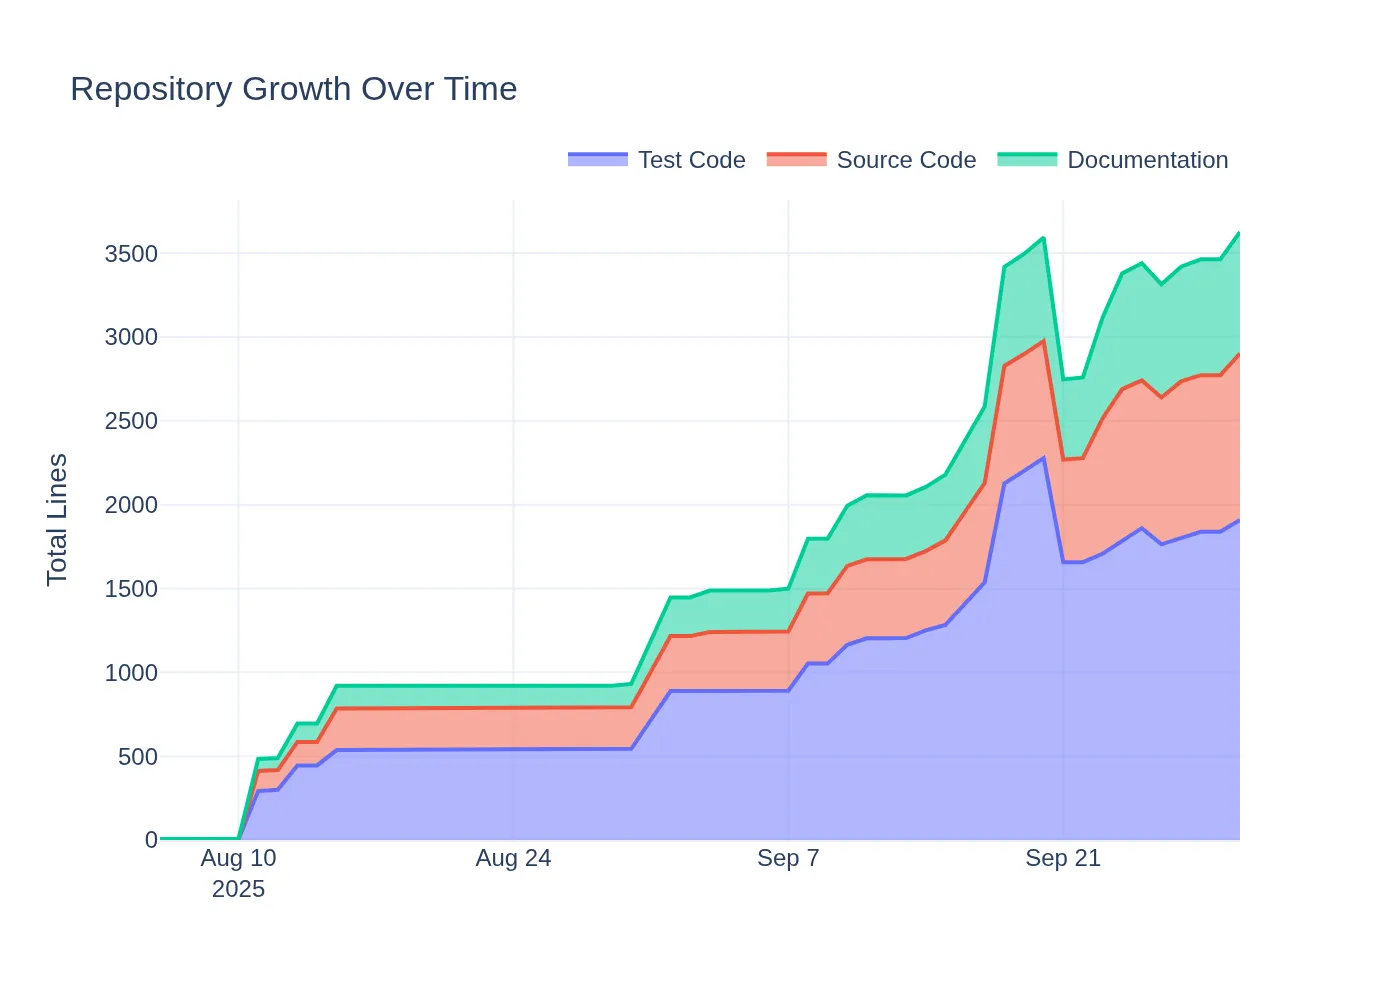 Repository Growth Over Time
Test Code
Source Code
Documentation
Total Lines
3500
3000
2500
2000
1500
1000
500
0
Aug 10
2025
Aug 24
Sep 7
Sep 21